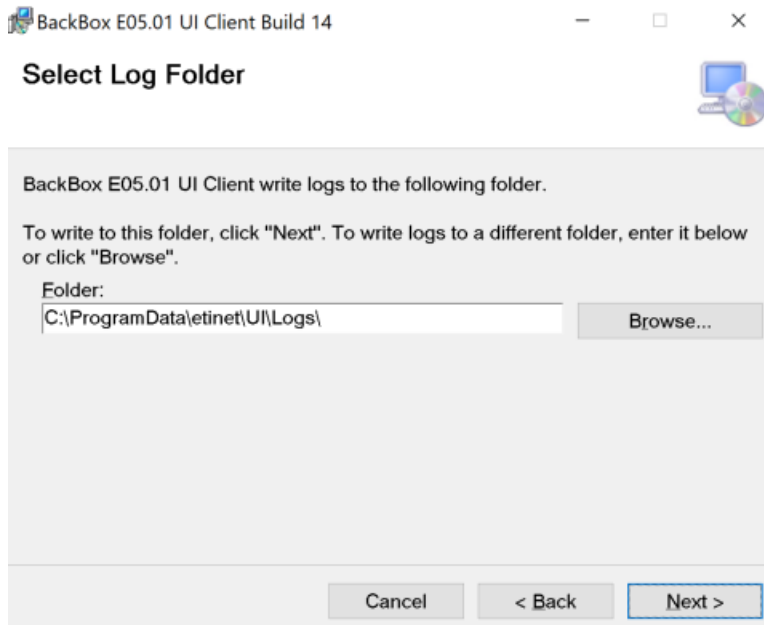 BackBox E05.01 UI Client Build 14
Select Log Folder
BackBox E05.01 UI Client write logs to the following folder.
To write to this folder, click "Next". To write logs to a different folder, enter it below
or click "Browse".
Folder:
C:\ProgramData\etinet\UI\Logs\
Browse...
Cancel
< Back
Next >